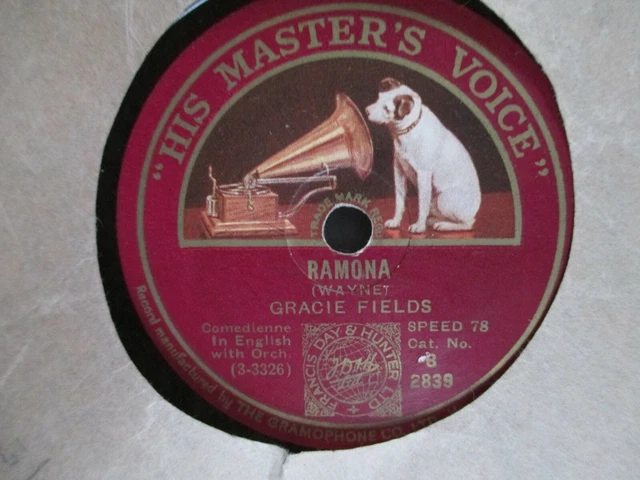 "HIS MASTER'S VOICE"
TRADE MARK REGD
RAMONA
(WAYNE)
GRACIE FIELDS
Comedienne
In English
with Orch.
(3-3326)
FRANCIS, DAY & HUNTER LTD
SPEED 78
Cat. No.
B
2839
Record manufactured by THE GRAMOPHONE CO.